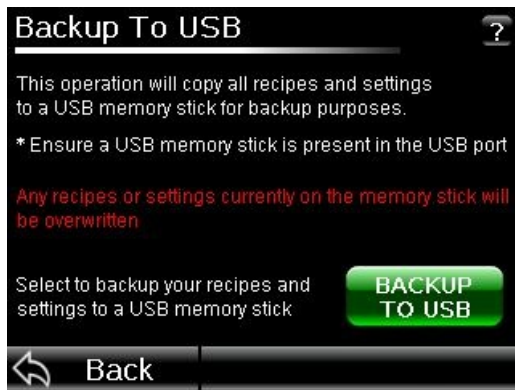 Backup To USB
?
This operation will copy all recipes and settings
to a USB memory stick for backup purposes.
* Ensure a USB memory stick is present in the USB port
Any recipes or settings currently on the memory stick will
be overwritten
Select to backup your recipes and
settings to a USB memory stick
BACKUP
TO USB
Back